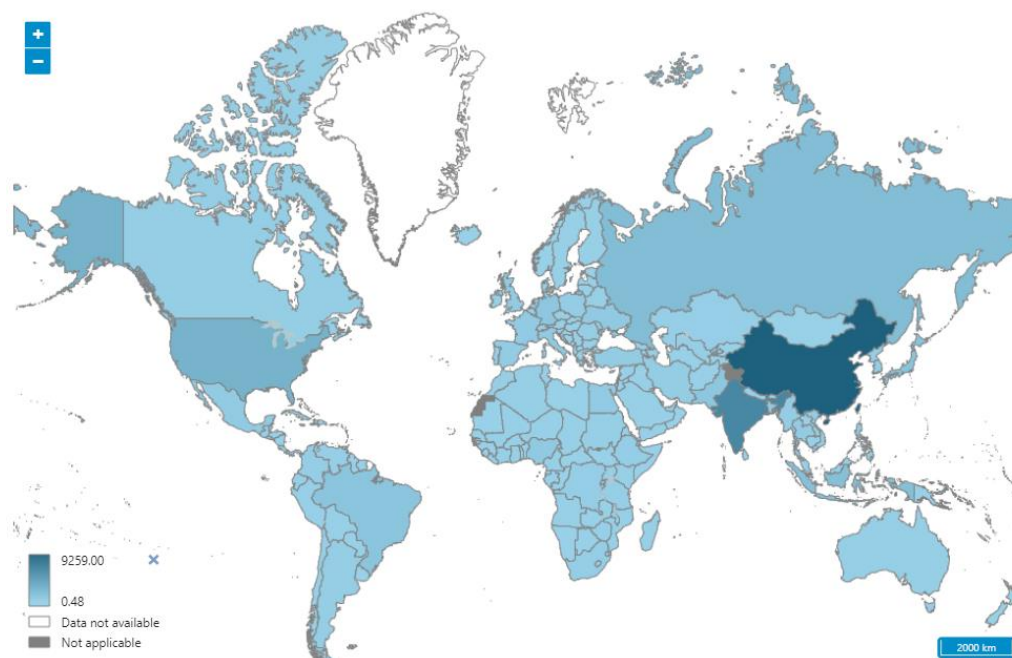 +
−
9259.00
0.48
Data not available
Not applicable
2000 km